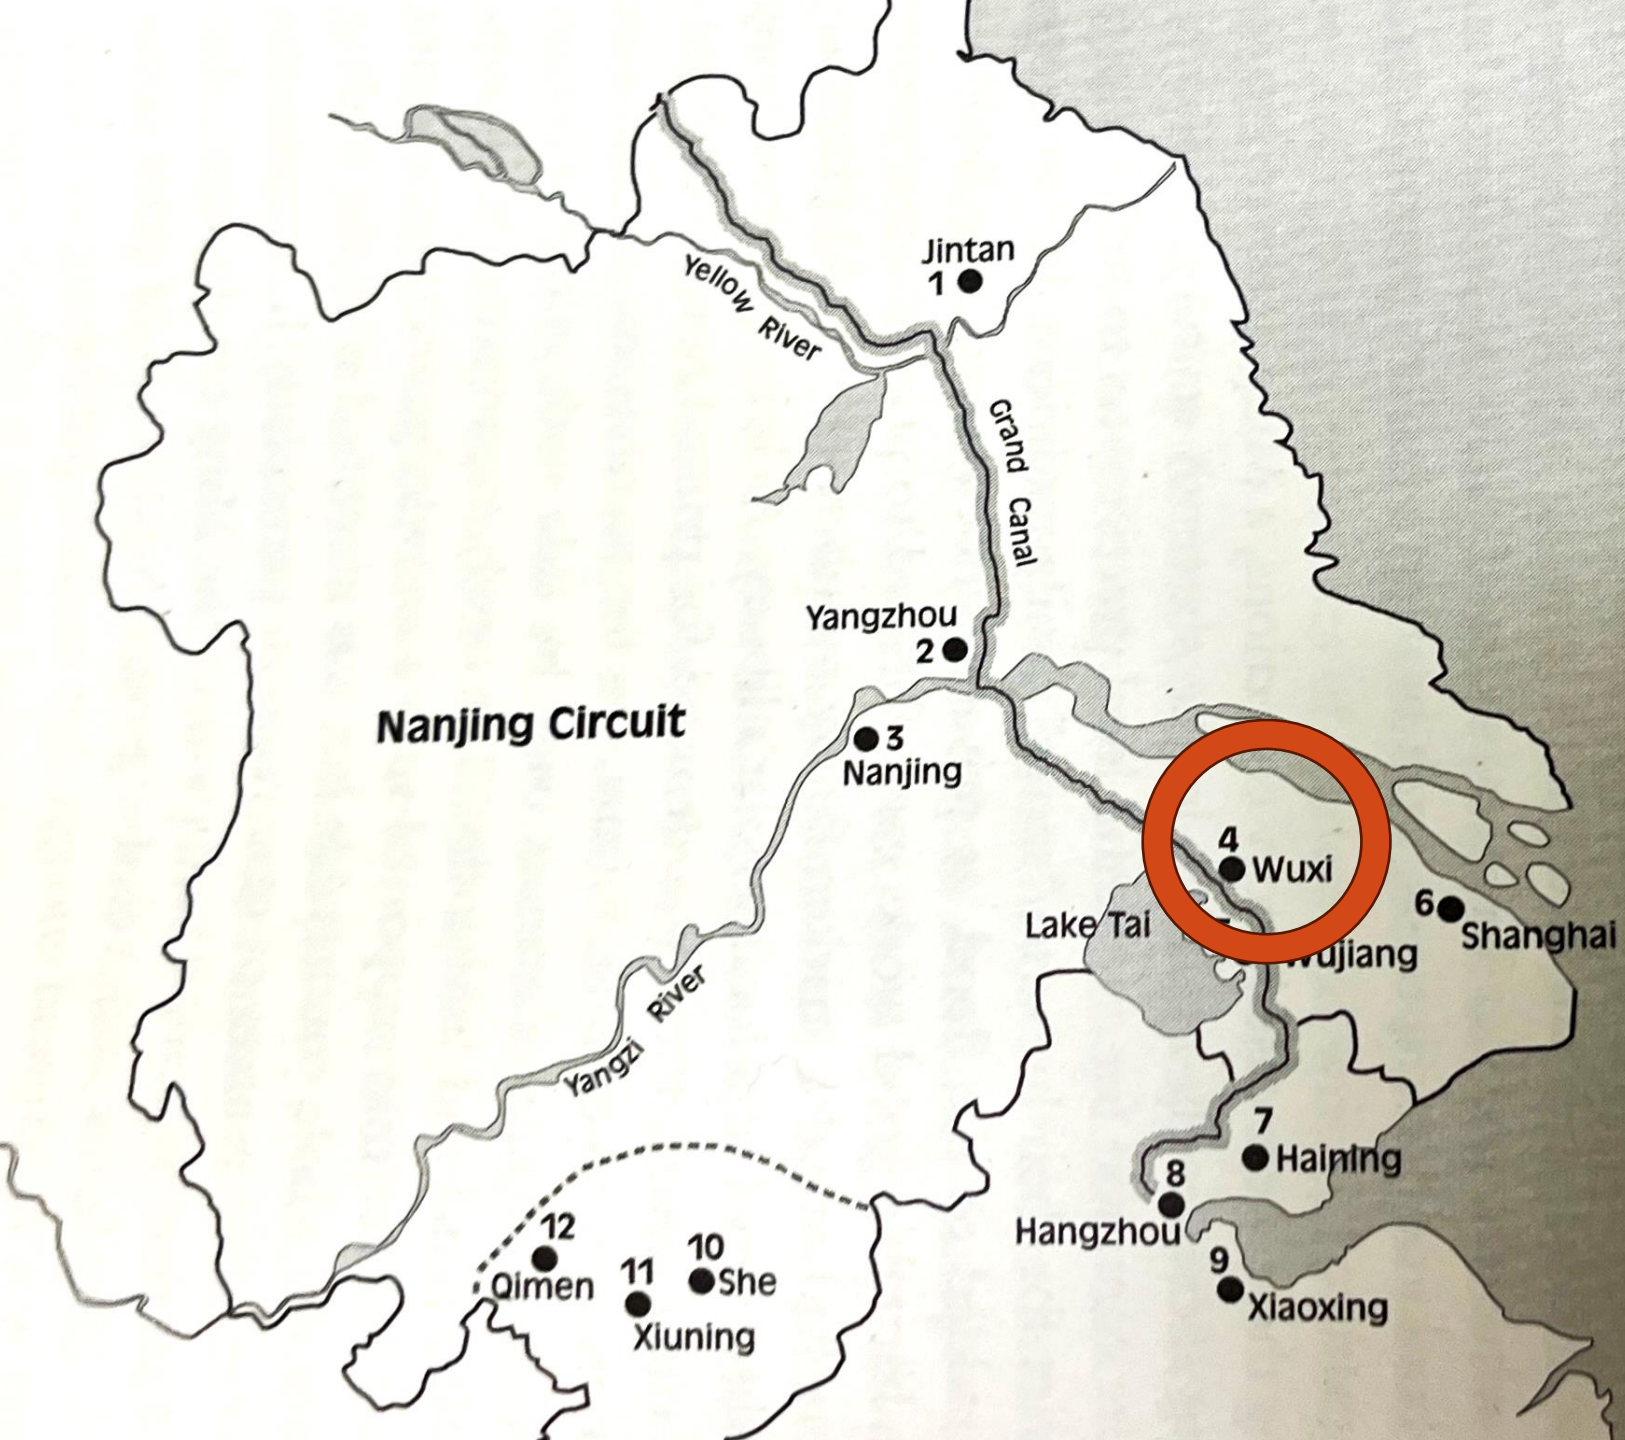 Jintan
1
Yellow River
Grand Canal
Yangzhou
2
Nanjing Circuit
3
Nanjing
4
Wuxi
Lake Tai
6
Shanghai
Yangzi River
7
Haining
8
Hangzhou
9
Xiaoxing
12
Qimen
10
She
11
Xiuning